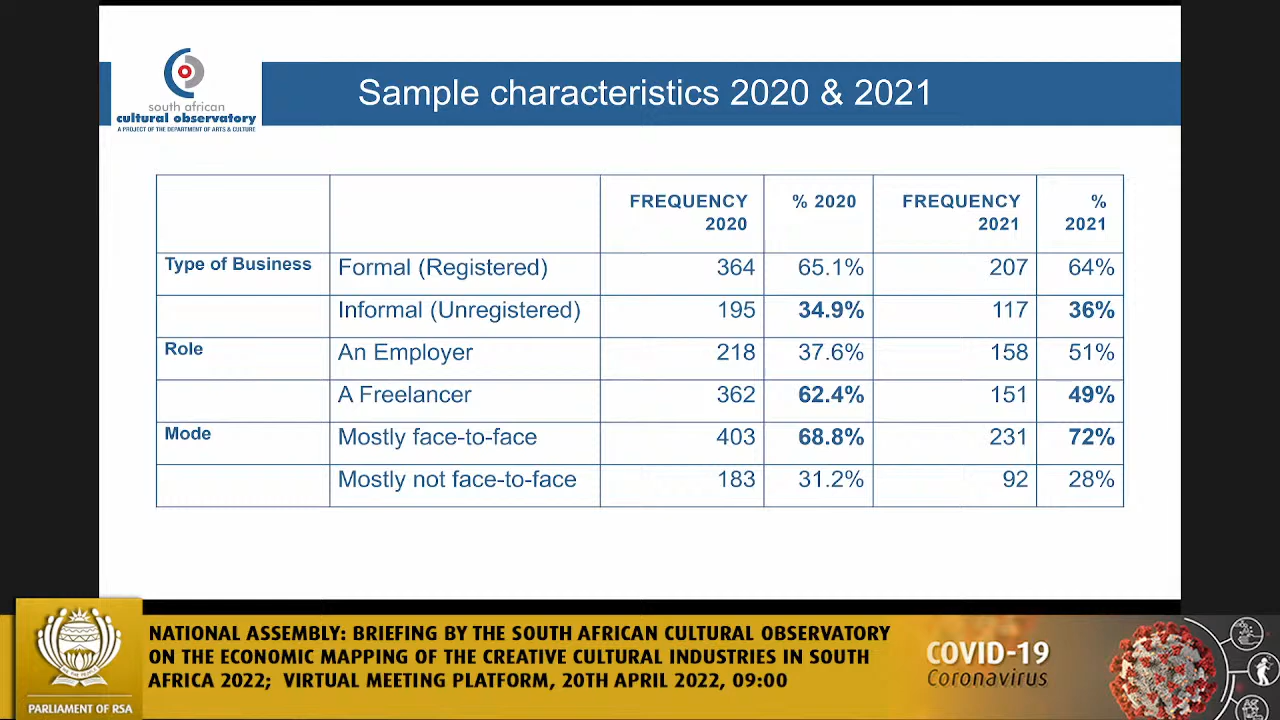 Sample characteristics 2020 & 2021
south african
cultural observatory
A PROJECT OF THE DEPARTMENT OF ARTS & CULTURE
FREQUENCY 2020 % 2020 FREQUENCY 2021 % 2021
Type of Business Formal (Registered) 364 65.1% 207 64%
Informal (Unregistered) 195 34.9% 117 36%
Role An Employer 218 37.6% 158 51%
A Freelancer 362 62.4% 151 49%
Mode Mostly face-to-face 403 68.8% 231 72%
Mostly not face-to-face 183 31.2% 92 28%
NATIONAL ASSEMBLY: BRIEFING BY THE SOUTH AFRICAN CULTURAL OBSERVATORY
ON THE ECONOMIC MAPPING OF THE CREATIVE CULTURAL INDUSTRIES IN SOUTH
AFRICA 2022; VIRTUAL MEETING PLATFORM, 20TH APRIL 2022, 09:00
PARLIAMENT OF RSA
COVID-19
Coronavirus